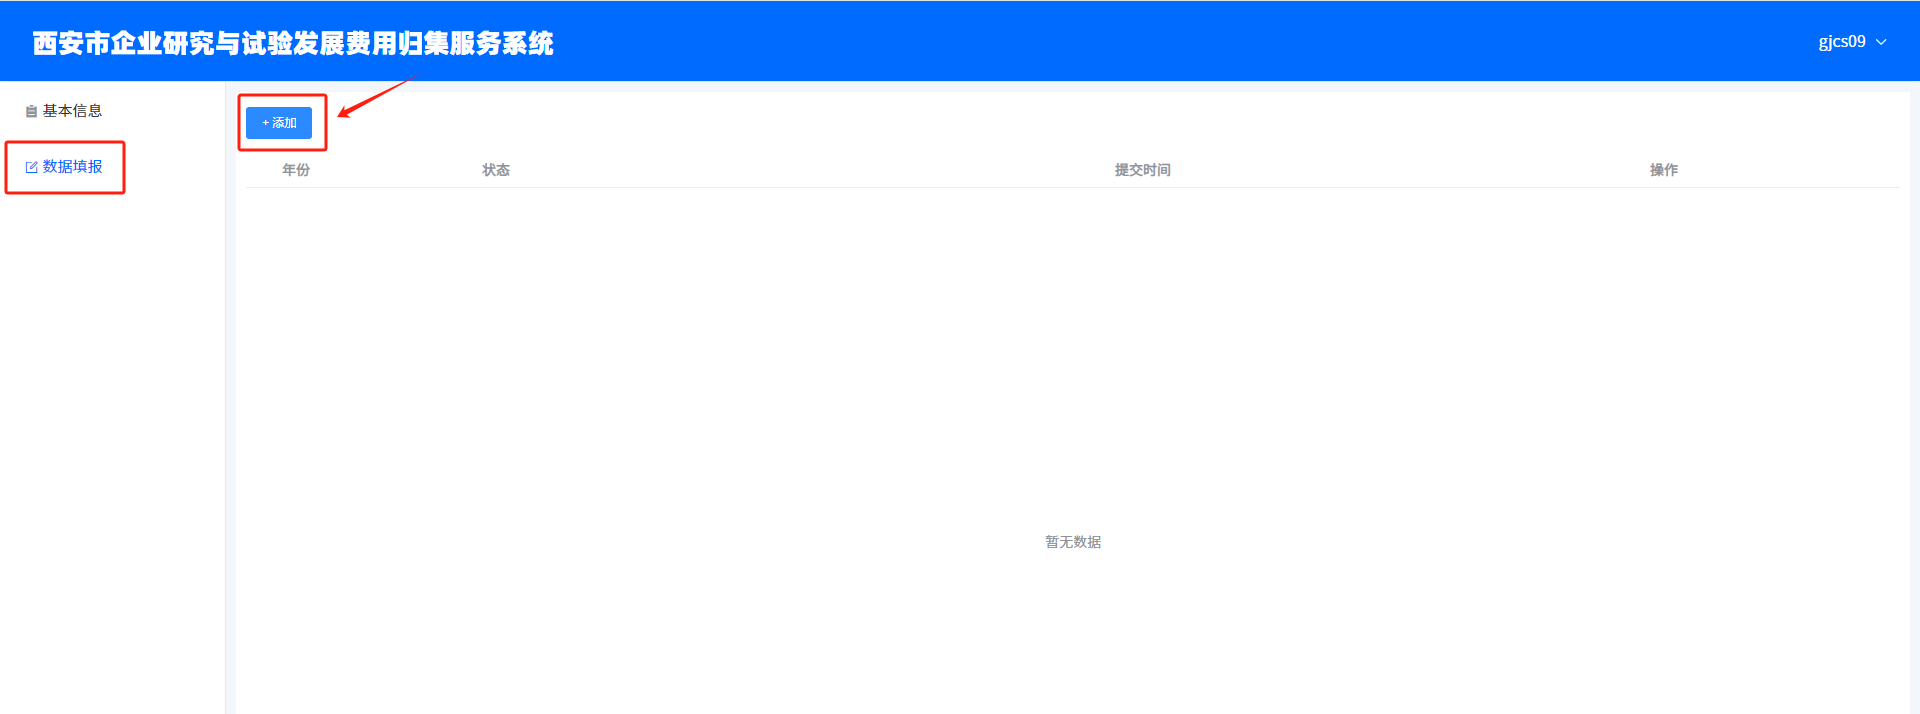 西安市企业研究与试验发展费用归集服务系统
gjcs09
基本信息
数据填报
+ 添加
年份 状态 提交时间 操作
暂无数据